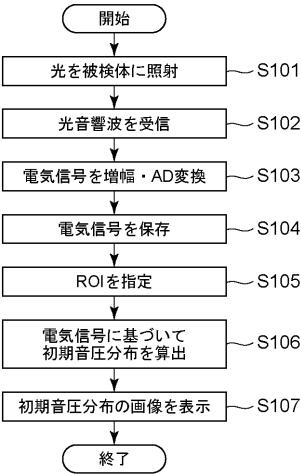 開始
光を被検体に照射 S101
光音響波を受信 S102
電気信号を増幅・AD変換 S103
電気信号を保存 S104
ROIを指定 S105
電気信号に基づいて
初期音圧分布を算出 S106
初期音圧分布の画像を表示 S107
終了